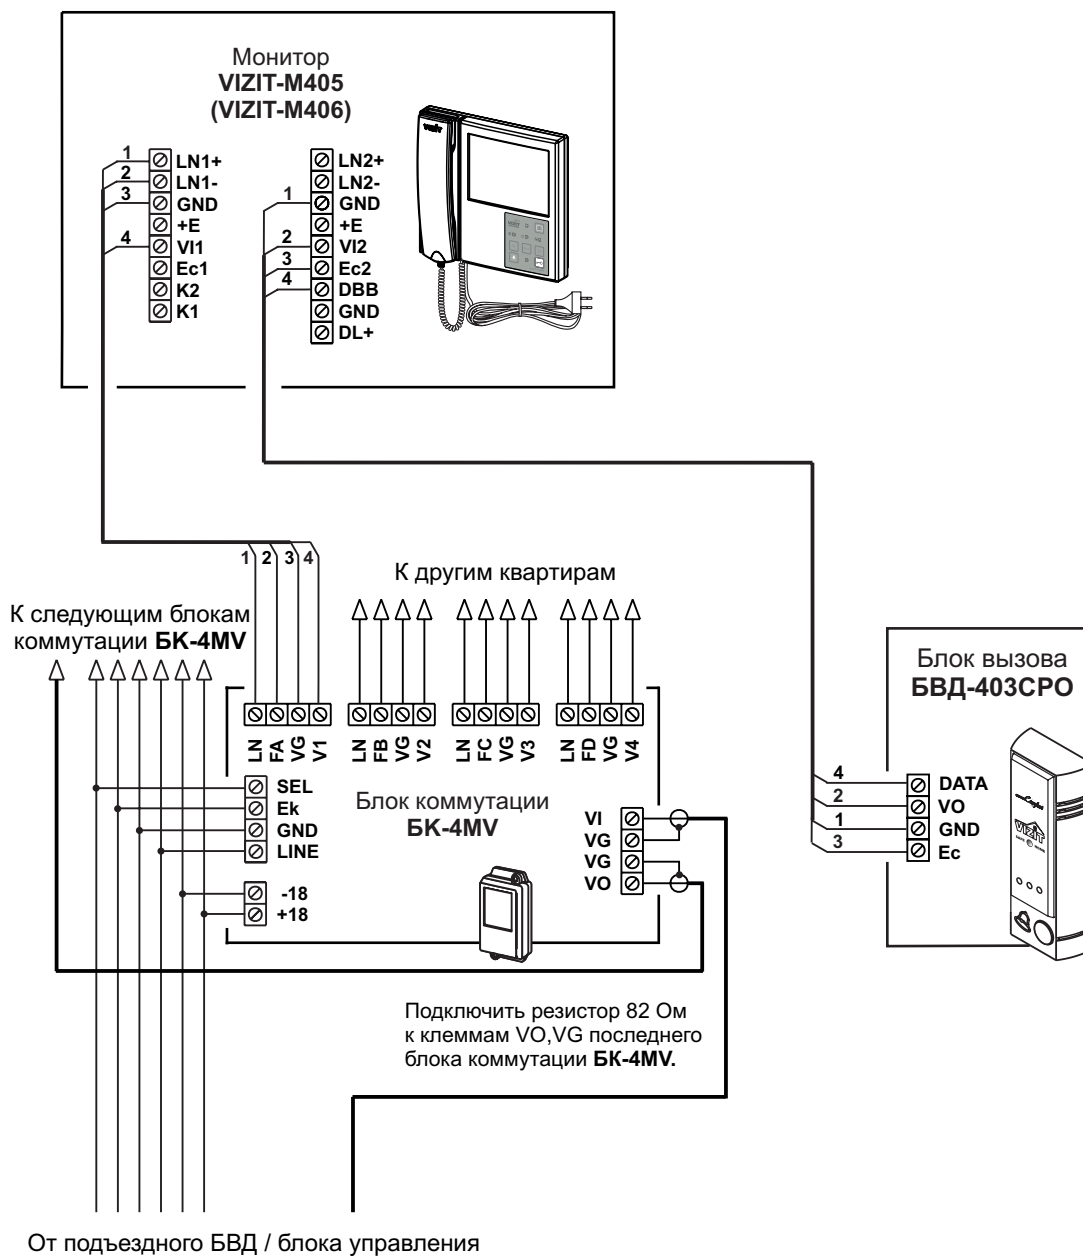 Монитор
VIZIT-M405
(VIZIT-M406)
1
2
3
4
LN1+
LN1-
GND
+E
VI1
Ec1
K2
K1
1
2
3
4
LN2+
LN2-
GND
+E
VI2
Ec2
DBB
GND
DL+
VIZIT
1 2 3 4
К другим квартирам
К следующим блокам
коммутации БК-4MV
LN FA VG V1
LN FB VG V2
LN FC VG V3
LN FD VG V4
SEL
Ek
GND
LINE
-18
+18
Блок коммутации
БК-4MV
VI
VG
VG
VO
Блок вызова
БВД-403CPO
4
2
1
3
DATA
VO
GND
Ec
VIZIT
Подключить резистор 82 Ом
к клеммам VO,VG последнего
блока коммутации БК-4MV.
От подъездного БВД / блока управления